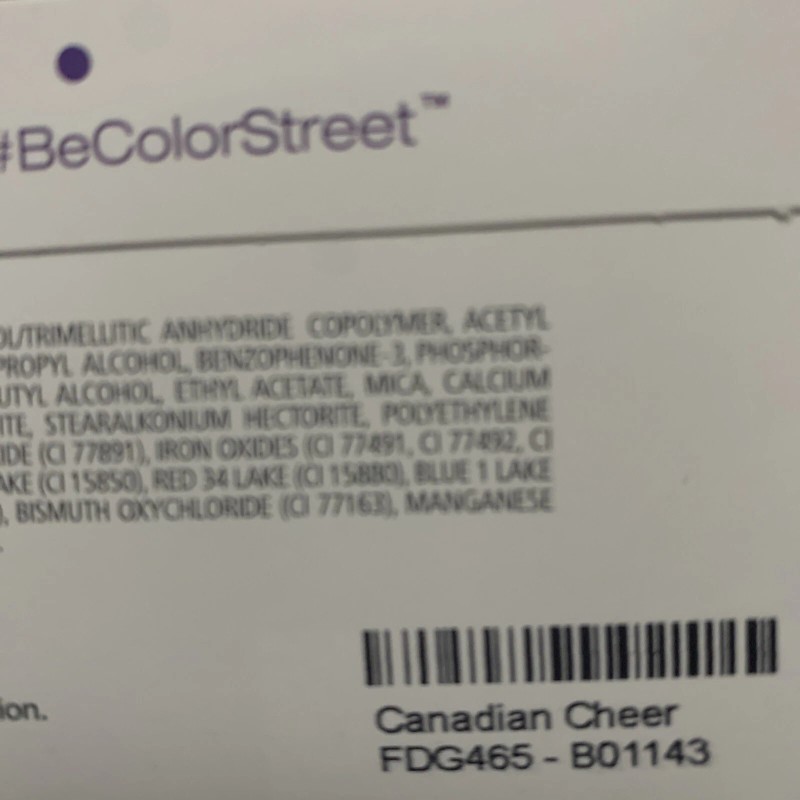 #BeColorStreet™
OL/TRIMELLITIC ANHYDRIDE COPOLYMER, ACETYL
PROPYL ALCOHOL, BENZOPHENONE-3, PHOSPHOR-
UTYL ALCOHOL, ETHYL ACETATE, MICA, CALCIUM
ITE, STEARALKONIUM HECTORITE, POLYETHYLENE
IDE (CI 77891), IRON OXIDES (CI 77491, CI 77492, CI
AKE (CI 15850), RED 34 LAKE (CI 15880), BLUE 1 LAKE
), BISMUTH OXYCHLORIDE (CI 77163), MANGANESE
ion.
Canadian Cheer
FDG465 - B01143